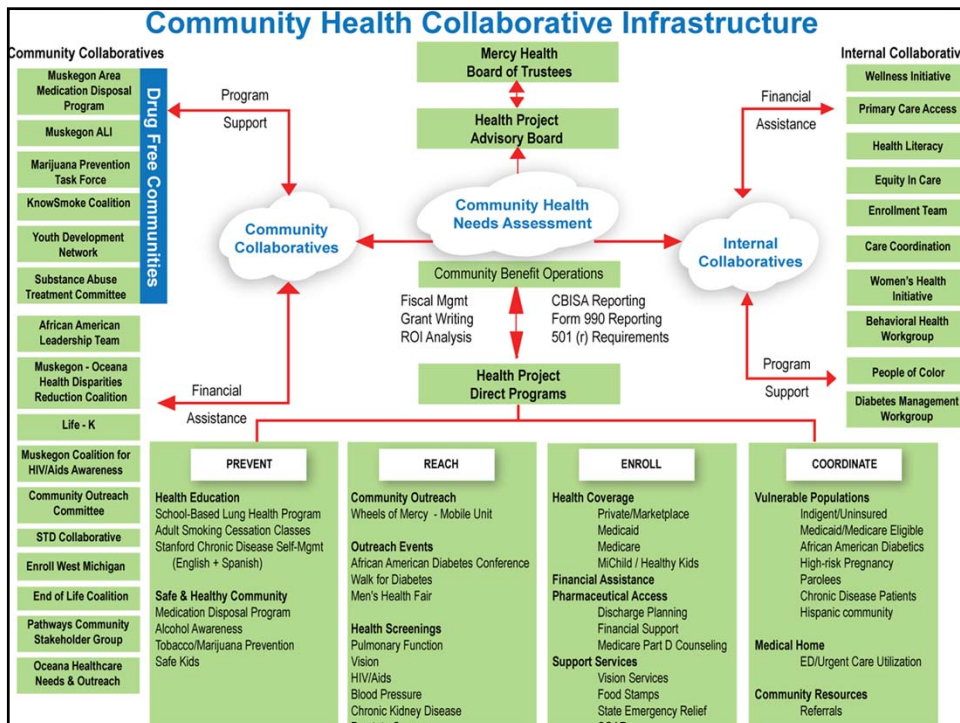 Community Health Collaborative Infrastructure
Community Collaboratives
Muskegon Area
Medication Disposal
Program
Muskegon ALI
Marijuana Prevention
Task Force
KnowSmoke Coalition
Youth Development
Network
Substance Abuse
Treatment Committee
Drug Free Communities
African American
Leadership Team
Muskegon - Oceana
Health Disparities
Reduction Coalition
Life - K
Muskegon Coalition for
HIV/Aids Awareness
Community Outreach
Committee
STD Collaborative
Enroll West Michigan
End of Life Coalition
Pathways Community
Stakeholder Group
Oceana Healthcare
Needs & Outreach
Program
Support
Community
Collaboratives
Financial
Assistance
Mercy Health
Board of Trustees
Health Project
Advisory Board
Community Health
Needs Assessment
Community Benefit Operations
Fiscal Mgmt
Grant Writing
ROI Analysis
CBISA Reporting
Form 990 Reporting
501 (r) Requirements
Health Project
Direct Programs
Financial
Assistance
Internal
Collaboratives
Program
Support
Internal Collaborativ
Wellness Initiative
Primary Care Access
Health Literacy
Equity In Care
Enrollment Team
Care Coordination
Women's Health
Initiative
Behavioral Health
Workgroup
People of Color
Diabetes Management
Workgroup
PREVENT
Health Education
School-Based Lung Health Program
Adult Smoking Cessation Classes
Stanford Chronic Disease Self-Mgmt
(English + Spanish)
Safe & Healthy Community
Medication Disposal Program
Alcohol Awareness
Tobacco/Marijuana Prevention
Safe Kids
REACH
Community Outreach
Wheels of Mercy - Mobile Unit
Outreach Events
African American Diabetes Conference
Walk for Diabetes
Men's Health Fair
Health Screenings
Pulmonary Function
Vision
HIV/Aids
Blood Pressure
Chronic Kidney Disease
ENROLL
Health Coverage
Private/Marketplace
Medicaid
Medicare
MiChild / Healthy Kids
Financial Assistance
Pharmaceutical Access
Discharge Planning
Financial Support
Medicare Part D Counseling
Support Services
Vision Services
Food Stamps
State Emergency Relief
COORDINATE
Vulnerable Populations
Indigent/Uninsured
Medicaid/Medicare Eligible
African American Diabetics
High-risk Pregnancy
Parolees
Chronic Disease Patients
Hispanic community
Medical Home
ED/Urgent Care Utilization
Community Resources
Referrals